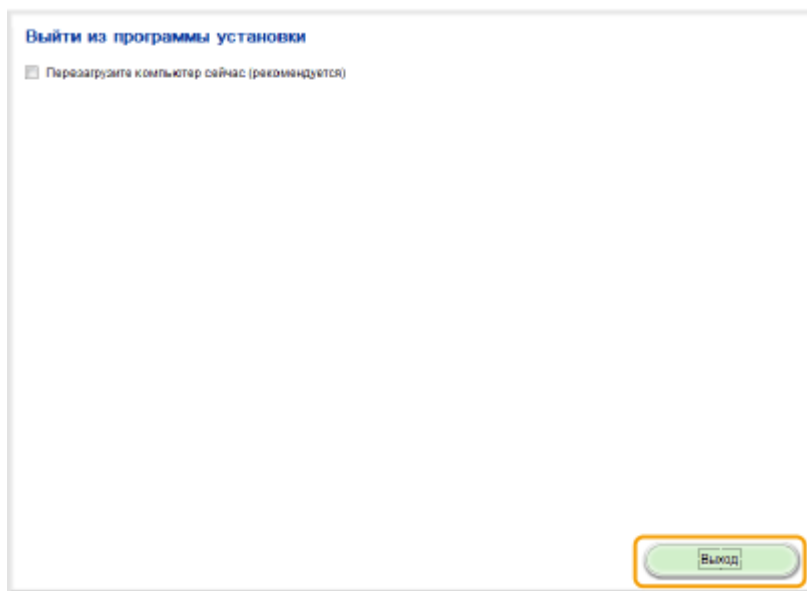 Выйти из программы установки
Перезагрузите компьютер сейчас (рекомендуется)
Выход